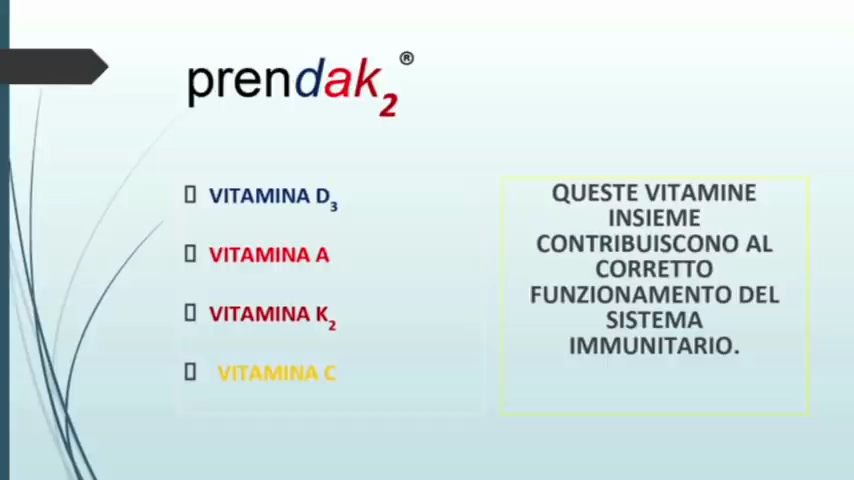 prendak2®
VITAMINA D3
VITAMINA A
VITAMINA K2
VITAMINA C
QUESTE VITAMINE
INSIEME
CONTRIBUISCONO AL
CORRETTO
FUNZIONAMENTO DEL
SISTEMA
IMMUNITARIO.